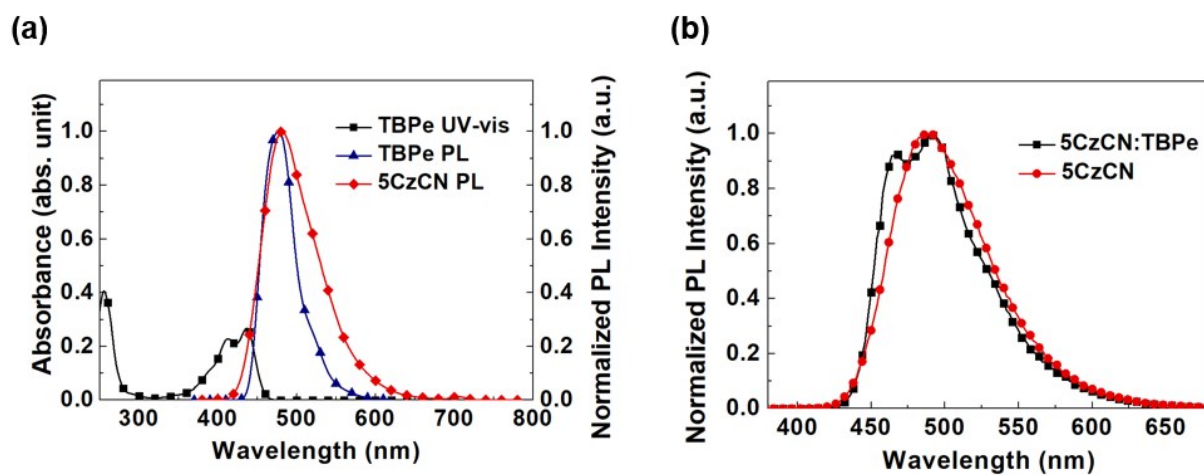 (a)
Absorbance (abs. unit)
1.0
0.8
0.6
0.4
0.2
0.0
300 400 500 600 700 800
Wavelength (nm)
TBPe UV-vis
TBPe PL
5CzCN PL
1.0
0.8
0.6
0.4
0.2
0.0
Normalized PL Intensity (a.u.)
(b)
Normalized PL Intensity (a.u.)
1.0
0.8
0.6
0.4
0.2
0.0
400 450 500 550 600 650
Wavelength (nm)
5CzCN:TBPe
5CzCN